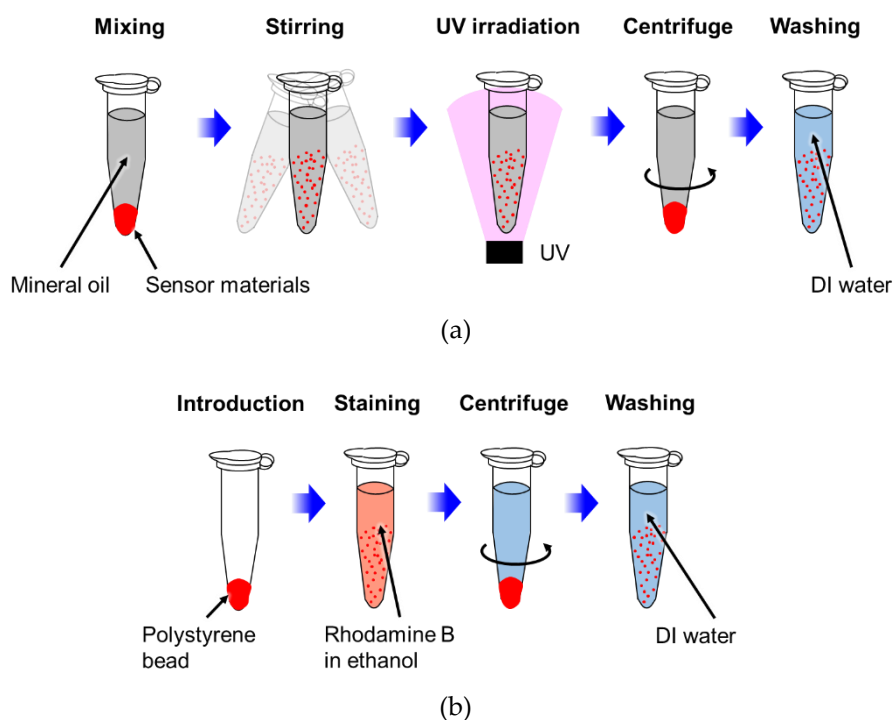 Mixing Stirring UV irradiation Centrifuge Washing
UV
Mineral oil Sensor materials DI water
(a)
Introduction Staining Centrifuge Washing
Polystyrene
bead
Rhodamine B
in ethanol
DI water
(b)